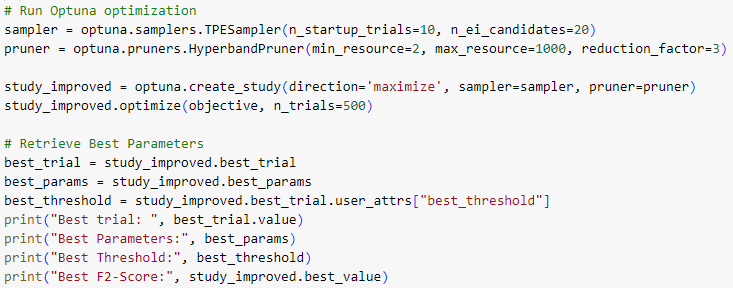 # Run Optuna optimization
sampler = optuna.samplers.TPESampler(n_startup_trials=10, n_ei_candidates=20)
pruner = optuna.pruners.HyperbandPruner(min_resource=2, max_resource=1000, reduction_factor=3)
study_improved = optuna.create_study(direction='maximize', sampler=sampler, pruner=pruner)
study_improved.optimize(objective, n_trials=500)
# Retrieve Best Parameters
best_trial = study_improved.best_trial
best_params = study_improved.best_params
best_threshold = study_improved.best_trial.user_attrs["best_threshold"]
print("Best trial: ", best_trial.value)
print("Best Parameters:", best_params)
print("Best Threshold:", best_threshold)
print("Best F2-Score:", study_improved.best_value)